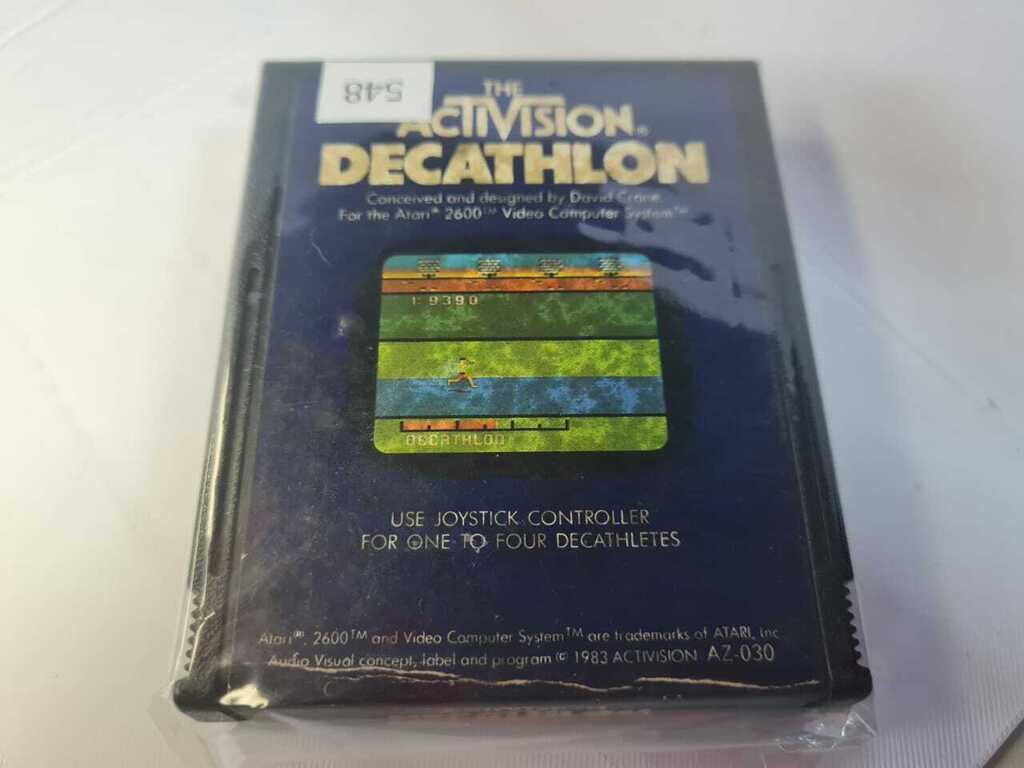 548
THE
ACTIVISION®
DECATHLON
Conceived and designed by David Crane
For the Atari® 2600™ Video Computer System™
1 9390
DECATHLON
USE JOYSTICK CONTROLLER
FOR ONE TO FOUR DECATHLETES
Atari® 2600™ and Video Computer System™ are trademarks of ATARI, Inc
Audio Visual concept, label and program © 1983 ACTIVISION AZ-030